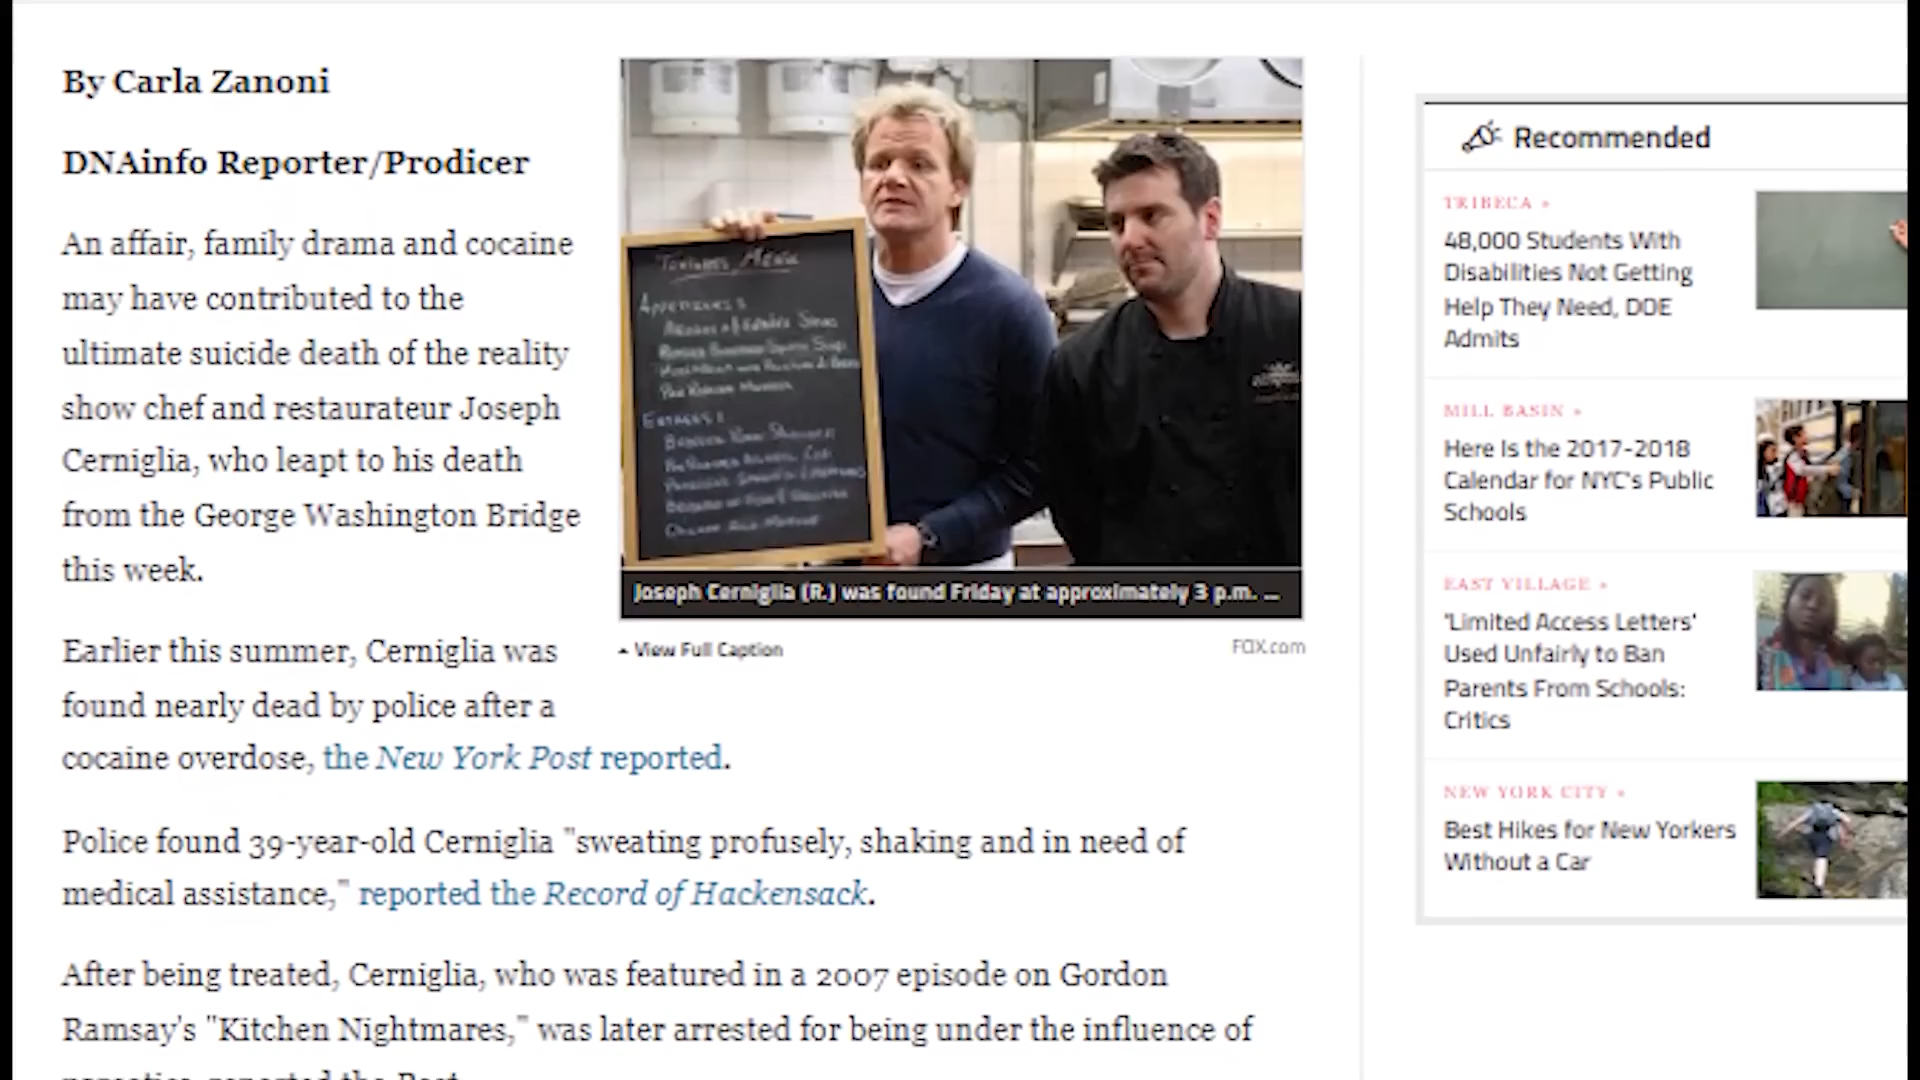 By Carla Zanoni
DNAinfo Reporter/Prodicer
An affair, family drama and cocaine
may have contributed to the
ultimate suicide death of the reality
show chef and restaurateur Joseph
Cerniglia, who leapt to his death
from the George Washington Bridge
this week.
Earlier this summer, Cerniglia was
found nearly dead by police after a
cocaine overdose, the New York Post reported.
Police found 39-year-old Cerniglia "sweating profusely, shaking and in need of
medical assistance," reported the Record of Hackensack.
After being treated, Cerniglia, who was featured in a 2007 episode on Gordon
Ramsay's "Kitchen Nightmares," was later arrested for being under the influence of
narcotics, reported the Post.
Tonight's Menu
Appetizers:
Entrees:
Joseph Cerniglia (R.) was found Friday at approximately 3 p.m. ...
View Full Caption
FOX.com
Recommended
TRIBECA »
48,000 Students With
Disabilities Not Getting
Help They Need, DOE
Admits
MILL BASIN »
Here Is the 2017-2018
Calendar for NYC's Public
Schools
EAST VILLAGE »
'Limited Access Letters'
Used Unfairly to Ban
Parents From Schools:
Critics
NEW YORK CITY »
Best Hikes for New Yorkers
Without a Car